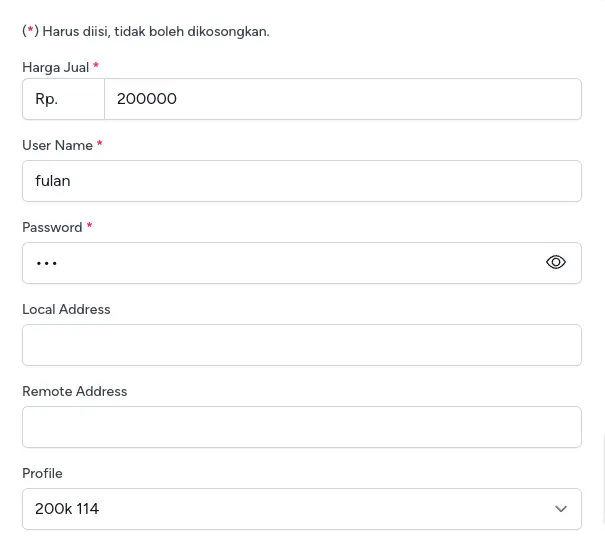 (*) Harus diisi, tidak boleh dikosongkan.
Harga Jual *
Rp. 200000
User Name *
fulan
Password *
•••
Local Address
Remote Address
Profile
200k 114